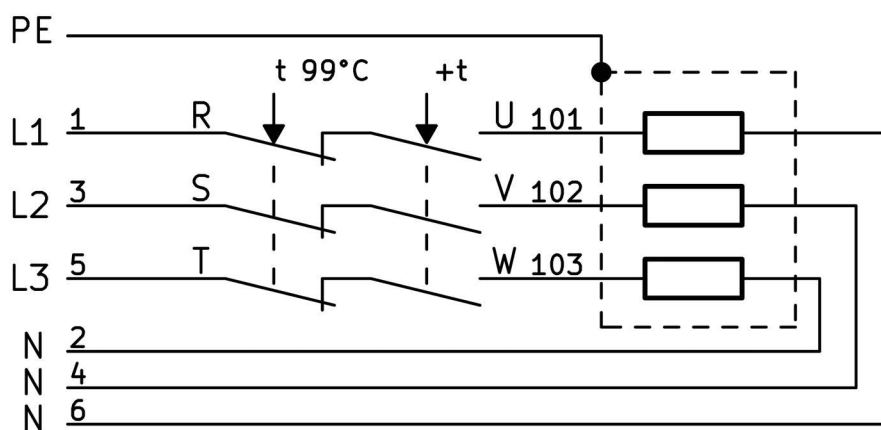 PE
t 99°C +t
L1 1 R U 101
L2 3 S V 102
L3 5 T W 103
N 2
N 4
N 6